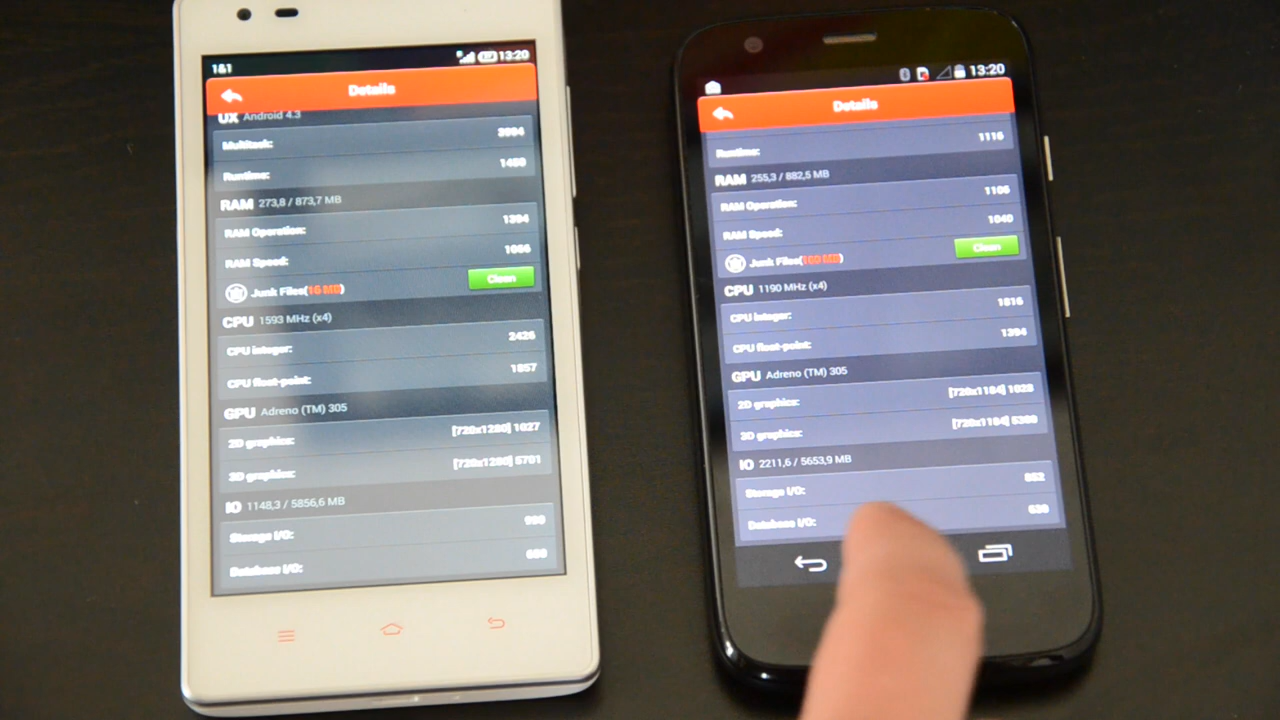 1&1
13:20
Details
UX Android 4.3
Multitask:
Runtime:
RAM 273,8 / 873,7 MB
RAM Operation: 1394
RAM Speed: 1066
Junk Files(16 MB) Clean
CPU 1593 MHz (x4)
CPU integer: 2426
CPU float-point: 1857
GPU Adreno (TM) 305
2D graphics: [720x1280] 1027
3D graphics: [720x1280] 5701
IO 1148,3 / 5856,6 MB
Storage I/O:
Database I/O:
13:20
Details
Runtime: 1116
RAM 255,3 / 882,5 MB
RAM Operation: 1106
RAM Speed: 1040
Junk Files(160 MB) Clean
CPU 1190 MHz (x4)
CPU integer: 1816
CPU float-point: 1394
GPU Adreno (TM) 305
2D graphics: [720x1184] 1028
3D graphics: [720x1184]
IO 2211,6 / 5653,9 MB
Storage I/O:
Database I/O: 630